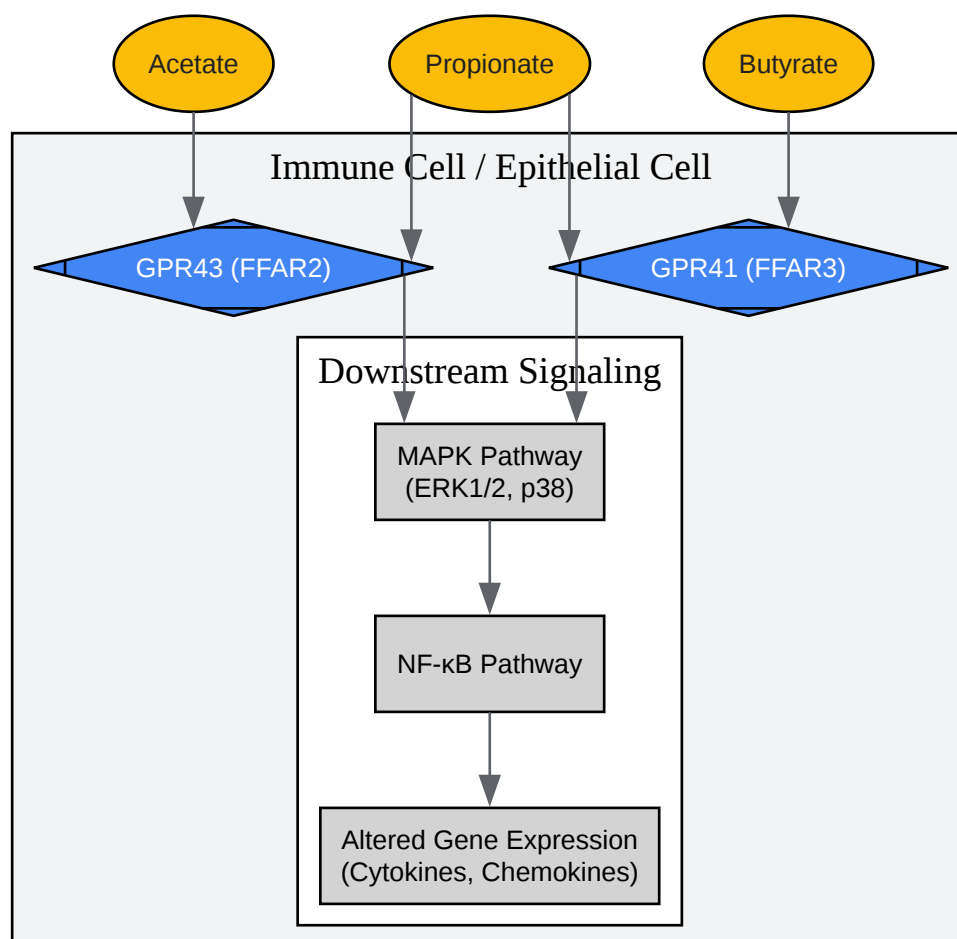 Acetate
Propionate
Butyrate
Immune Cell / Epithelial Cell
GPR43 (FFAR2)
GPR41 (FFAR3)
Downstream Signaling
MAPK Pathway
(ERK1/2, p38)
NF-κB Pathway
Altered Gene Expression
(Cytokines, Chemokines)